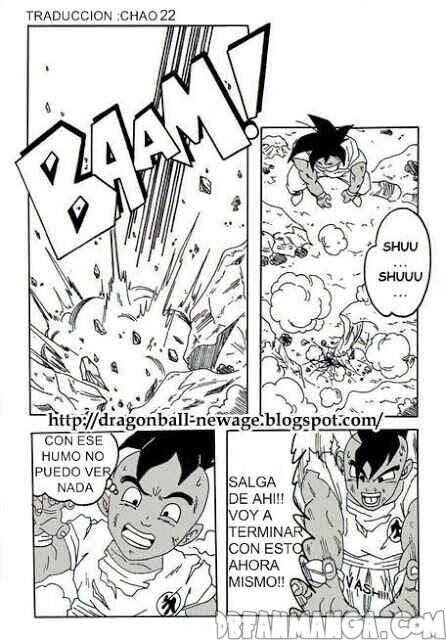 TRADUCCION :CHAO 22
BAAM!
SHUU
...
SHUUU
...
http://dragonball-newage.blogspot.com/
CON ESE
HUMO NO
PUEDO VER
NADA
SALGA
DE AHI!!
VOY A
TERMINAR
CON ESTO
AHORA
MISMO!!
VASH!!!
DBFANMANGA.COM